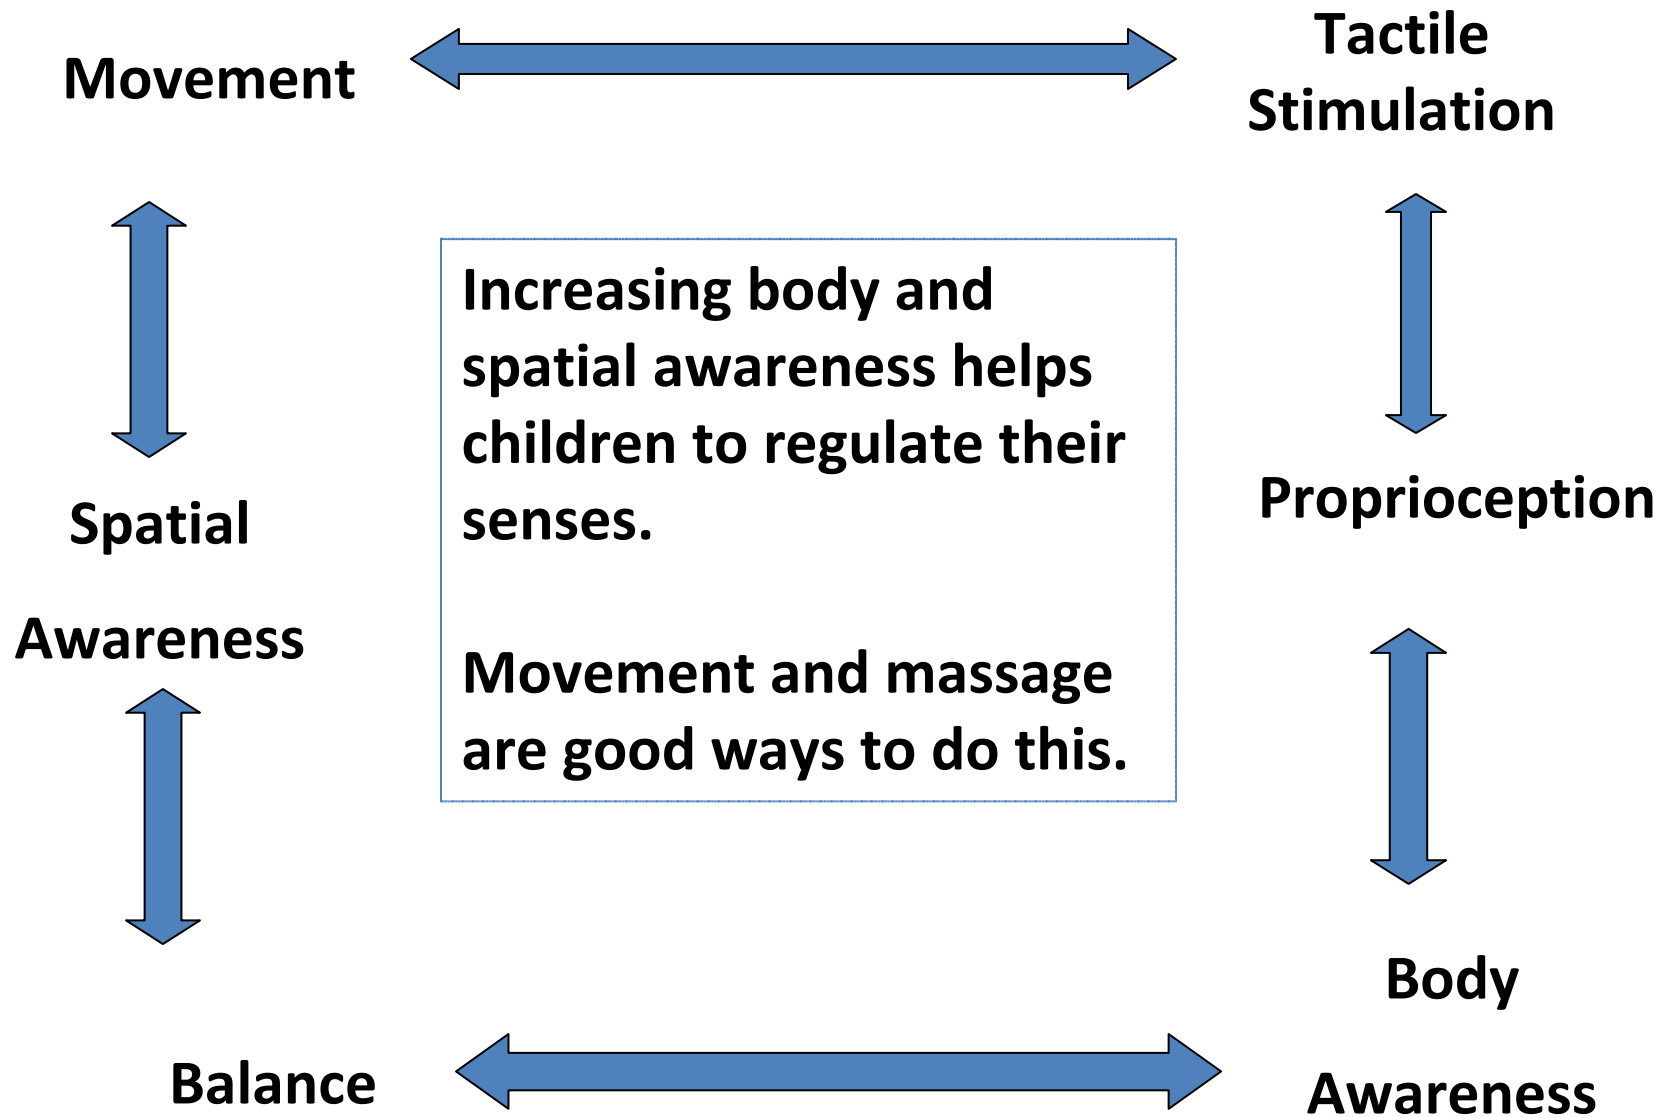 Movement
Tactile
Stimulation
Increasing body and
spatial awareness helps
children to regulate their
senses.
Movement and massage
are good ways to do this.
Spatial
Awareness
Proprioception
Balance
Body
Awareness